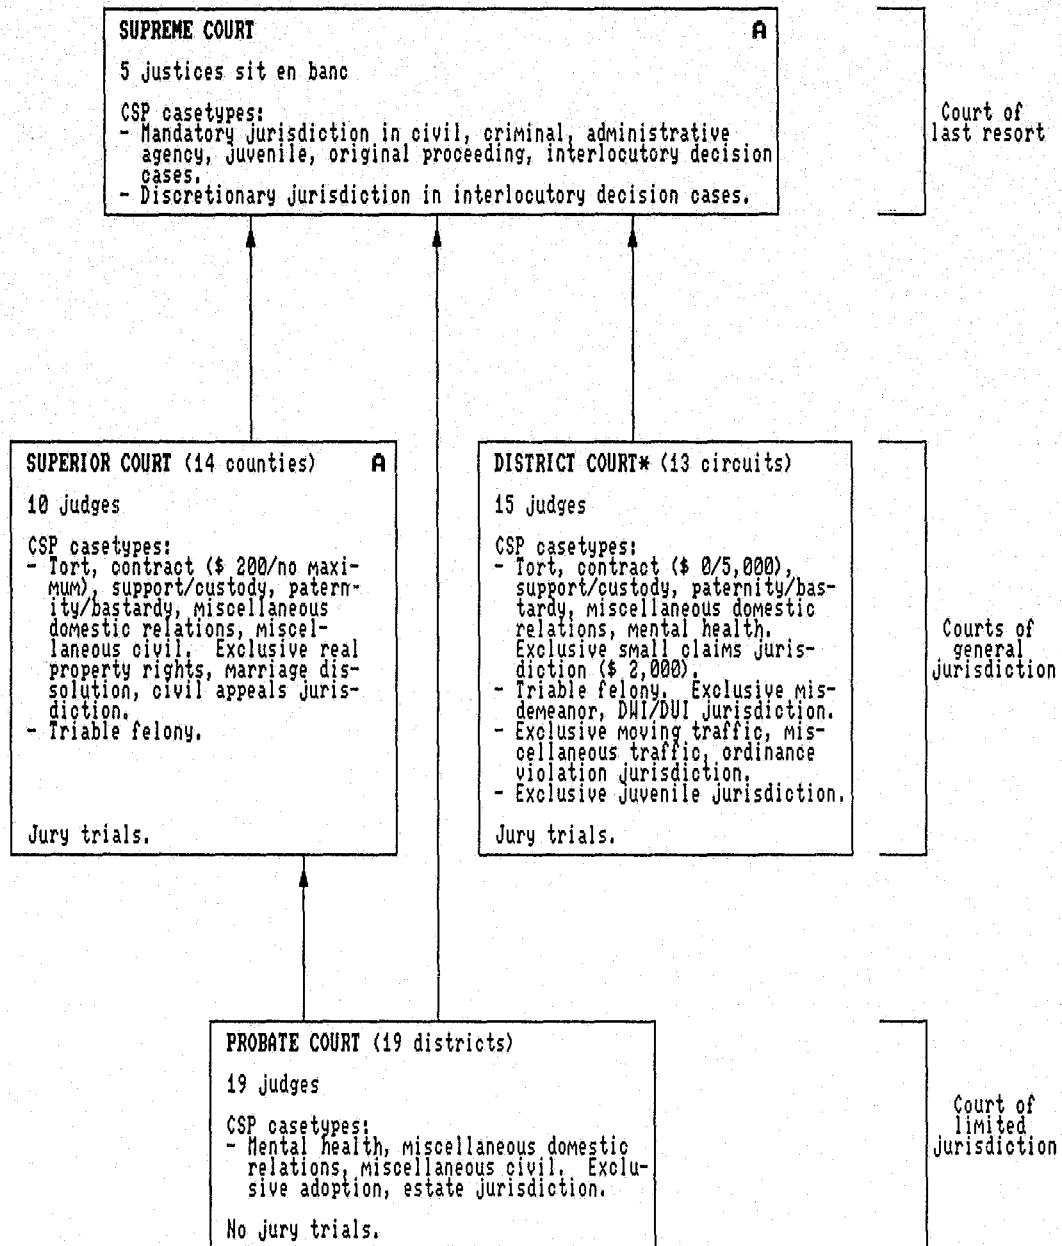 SUPREME COURT A
5 justices sit en banc
CSP casetypes:
- Mandatory jurisdiction in civil, criminal, administrative
agency, juvenile, original proceeding, interlocutory decision
cases.
- Discretionary jurisdiction in interlocutory decision cases.
Court of
last resort
SUPERIOR COURT (14 counties) A
10 judges
CSP casetypes:
- Tort, contract ($ 200/no maxi-
mum), support/custody, patern-
ity/bastardy, miscellaneous
domestic relations, miscel-
laneous civil. Exclusive real
property rights, marriage dis-
solution, civil appeals juris-
diction.
- Triable felony.
Jury trials.
DISTRICT COURT* (13 circuits)
15 judges
CSP casetypes:
- Tort, contract ($ 0/5,000),
support/custody, paternity/bas-
tardy, miscellaneous domestic
relations, mental health.
Exclusive small claims juris-
diction ($ 2,000).
- Triable felony. Exclusive mis-
demeanor, DWI/DUI jurisdiction.
- Exclusive moving traffic, mis-
cellaneous traffic, ordinance
violation jurisdiction.
- Exclusive juvenile jurisdiction.
Jury trials.
Courts of
general
jurisdiction
PROBATE COURT (19 districts)
19 judges
CSP casetypes:
- Mental health, miscellaneous domestic
relations, miscellaneous civil. Exclu-
sive adoption, estate jurisdiction.
No jury trials.
Court of
limited
jurisdiction